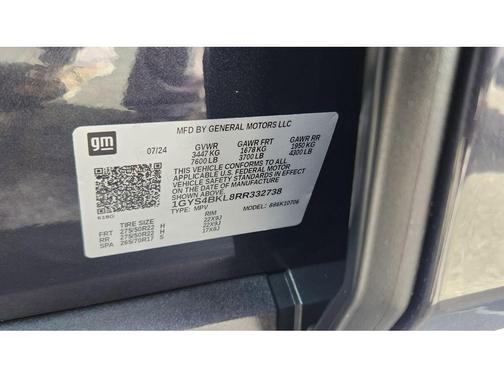 gm
MFD BY GENERAL MOTORS LLC
07/24 GVWR GAWR FRT GAWR RR
3447 KG 1678 KG 1950 KG
7600 LB 3700 LB 4300 LB
THIS VEHICLE CONFORMS TO ALL
APPLICABLE U.S. FEDERAL MOTOR
VEHICLE SAFETY STANDARDS IN EFFECT
ON THE DATE OF MANUFACTURE
1GYS4BKL8RR332738
TYPE: MPV MODEL:
TIRE SIZE RIM
FRT 275/50R22 H 22X9J
RR 275/50R22 H 22X9J
SPA 265/70R17 S 17X8J